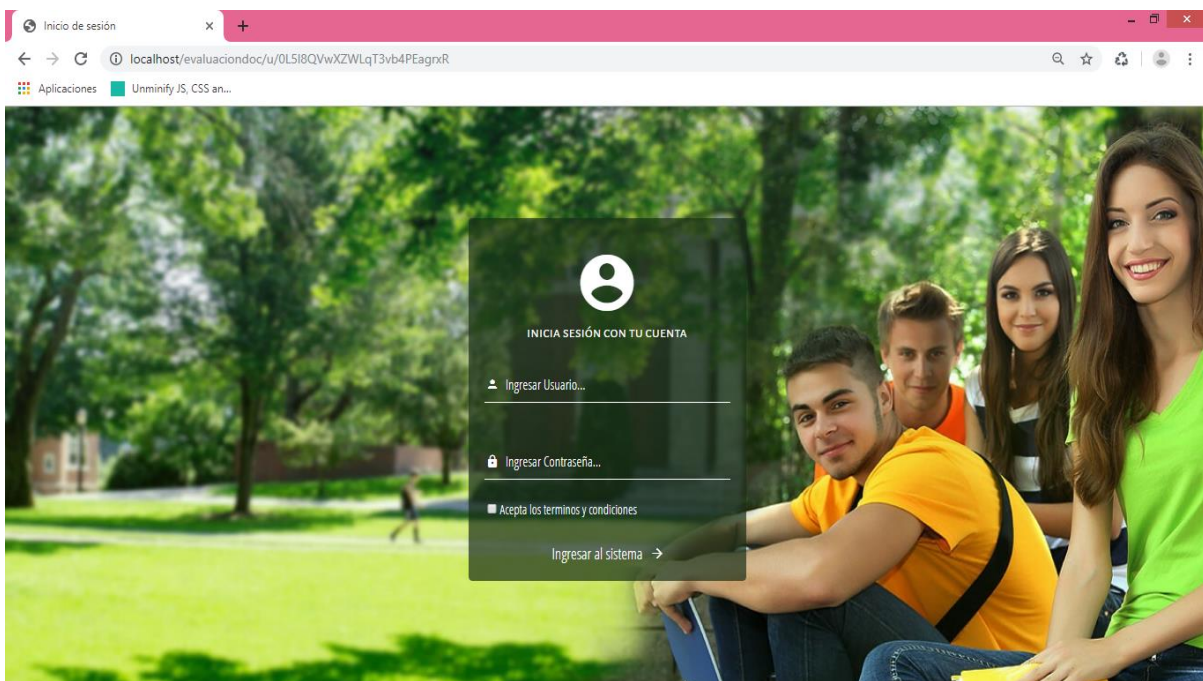 Inicio de sesión
localhost/evaluaciondoc/u/0L5I8QVwXZWLqT3vb4PEagrxR
Aplicaciones Unminify JS, CSS an...
INICIA SESIÓN CON TU CUENTA
Ingresar Usuario...
Ingresar Contraseña...
Acepta los terminos y condiciones
Ingresar al sistema →